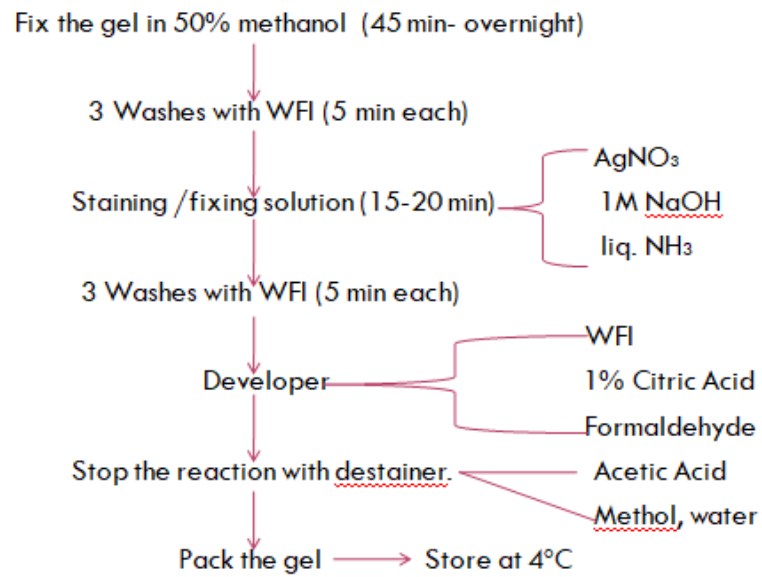 Fix the gel in 50% methanol (45 min- overnight)
3 Washes with WFI (5 min each)
Staining /fixing solution (15-20 min)
AgNO₃
1M NaOH
liq. NH₃
3 Washes with WFI (5 min each)
Developer
WFI
1% Citric Acid
Formaldehyde
Stop the reaction with destainer.
Acetic Acid
Methol, water
Pack the gel
Store at 4°C